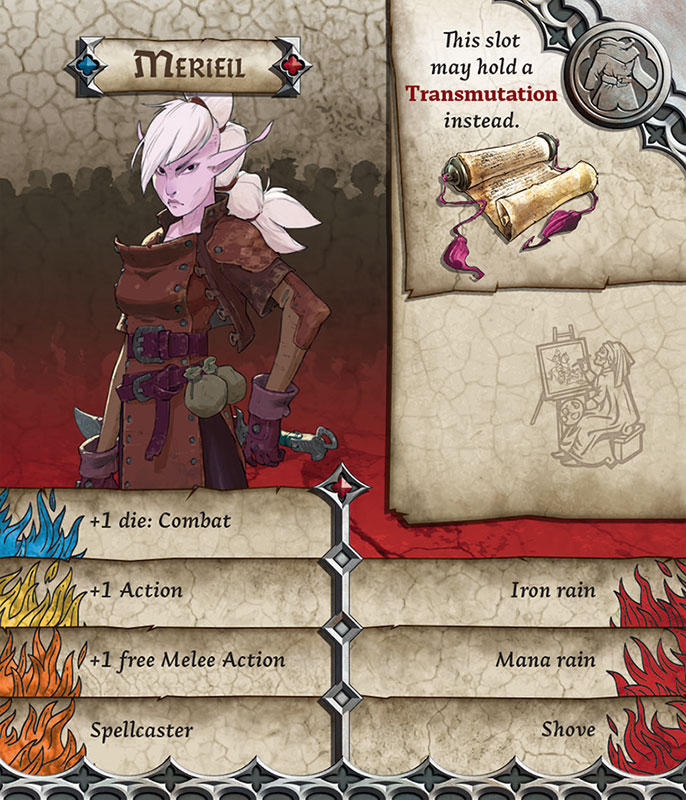 Merieil
This slot
may hold a
Transmutation
instead.
+1 die: Combat
+1 Action
+1 free Melee Action
Spellcaster
Iron rain
Mana rain
Shove